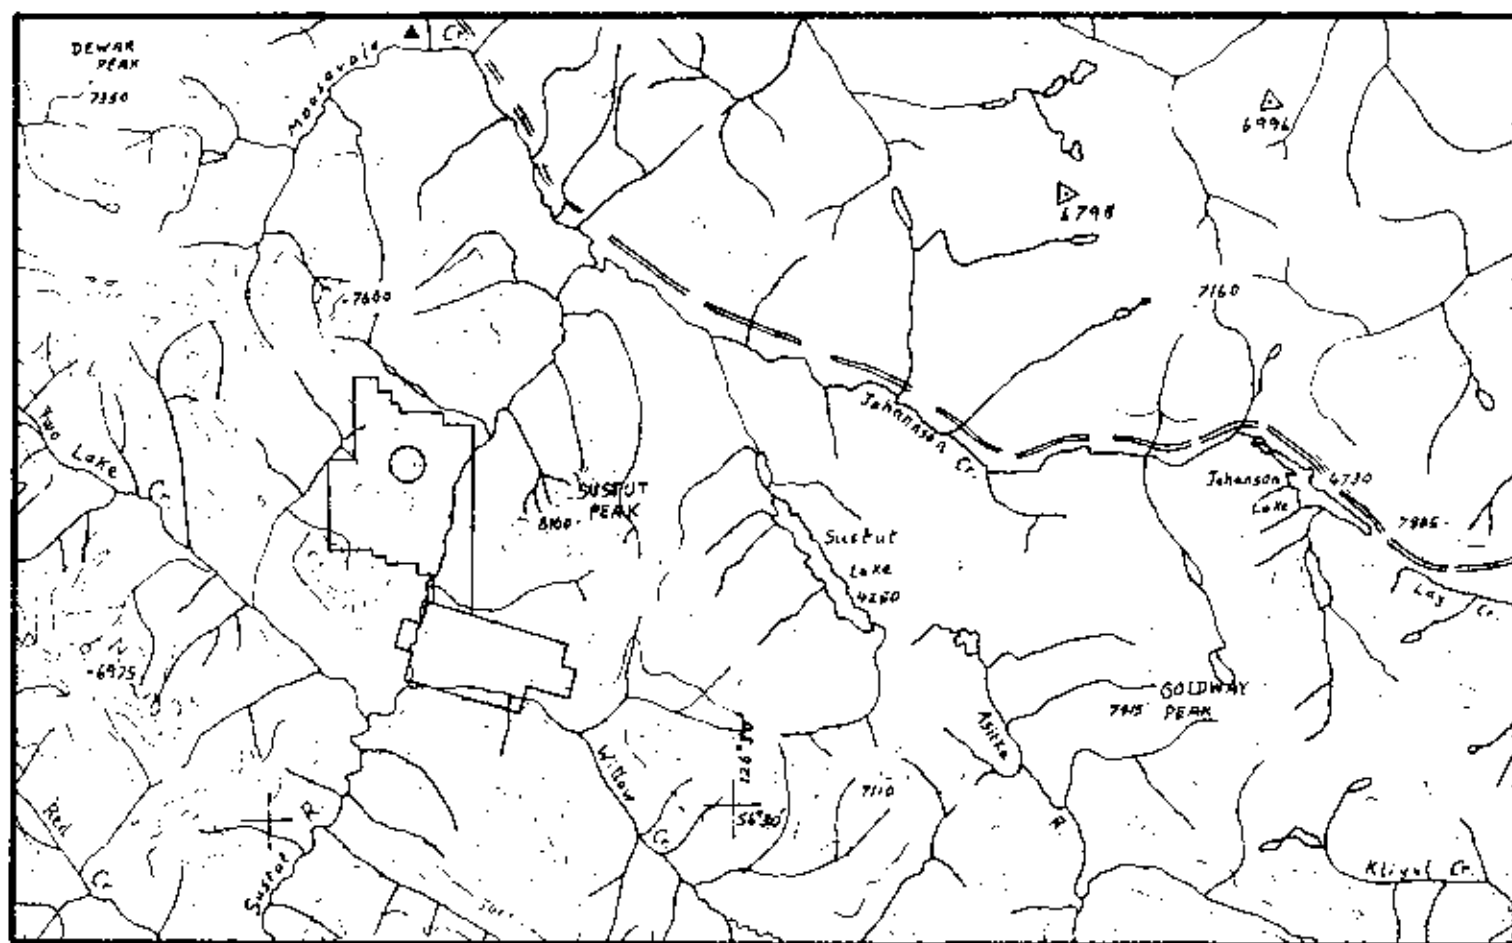 DEWAR
PEAK
7350
Moosevale
Cr.
6996
6798
-7600
7160
Two
Lake
Cr.
Johanson
Cr.
SUSTUT
PEAK
8100-
Sustut
Lake
4260
Johanson
Lake
4730
7885-
Lay
Cr.
-6975
GOLDWAY
PEAK
7415
Asitka
R
Willow
Cr.
126°30'
56°30'
7110
Red
Cr.
Sustut
R
Kliyul Cr.